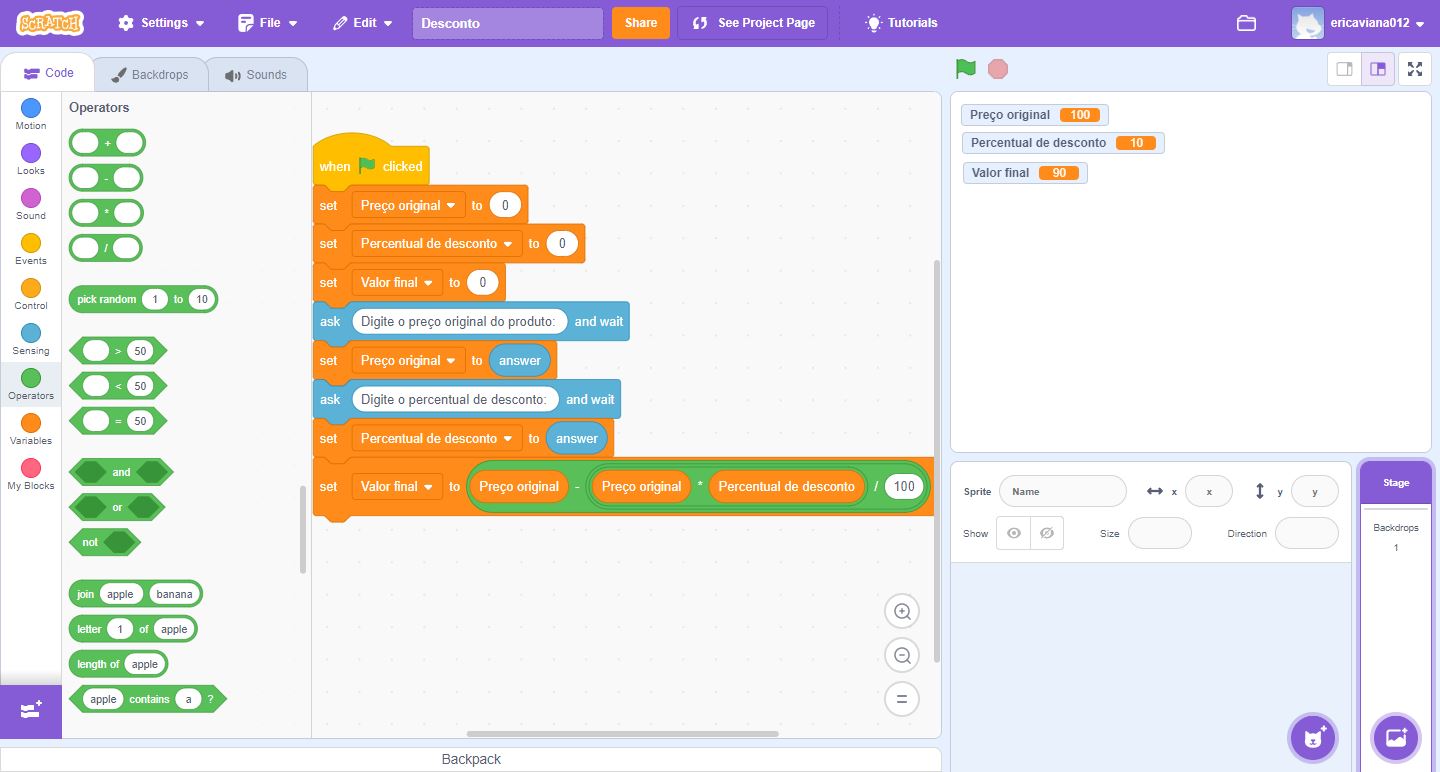 SCRATCH Settings File Edit Desconto Share See Project Page Tutorials ericaviana012
Code Backdrops Sounds
Motion
Looks
Sound
Events
Control
Sensing
Operators
Variables
My Blocks
Operators
+
-
*
/
pick random 1 to 10
> 50
< 50
= 50
and
or
not
join apple banana
letter 1 of apple
length of apple
apple contains a ?
when clicked
set Preço original to 0
set Percentual de desconto to 0
set Valor final to 0
ask Digite o preço original do produto: and wait
set Preço original to answer
ask Digite o percentual de desconto: and wait
set Percentual de desconto to answer
set Valor final to Preço original - Preço original * Percentual de desconto / 100
Backpack
Preço original 100
Percentual de desconto 10
Valor final 90
Sprite Name x x y y
Show Size Direction
Stage
Backdrops
1